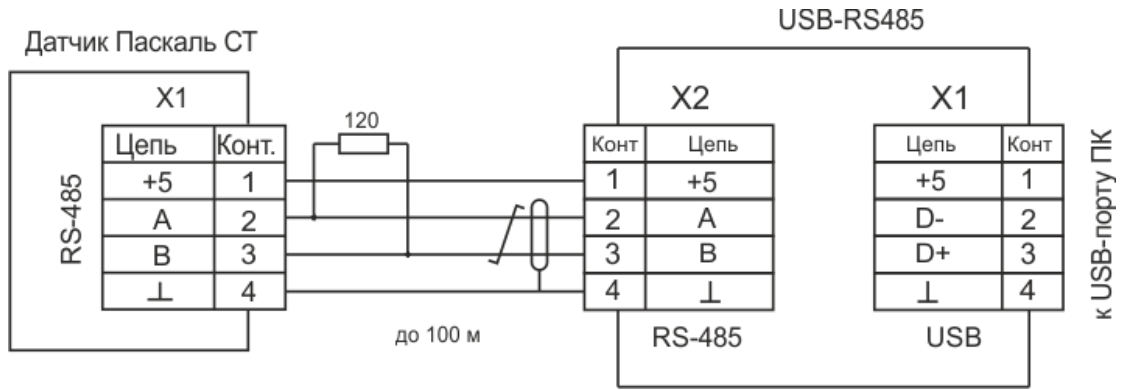 USB-RS485
Датчик Паскаль СТ
X1
RS-485
Цепь Конт.
+5 1
A 2
B 3
⊥ 4
120
до 100 м
X2
Конт Цепь
1 +5
2 A
3 B
4 ⊥
RS-485
X1
Цепь Конт
+5 1
D- 2
D+ 3
⊥ 4
USB
к USB-порту ПК